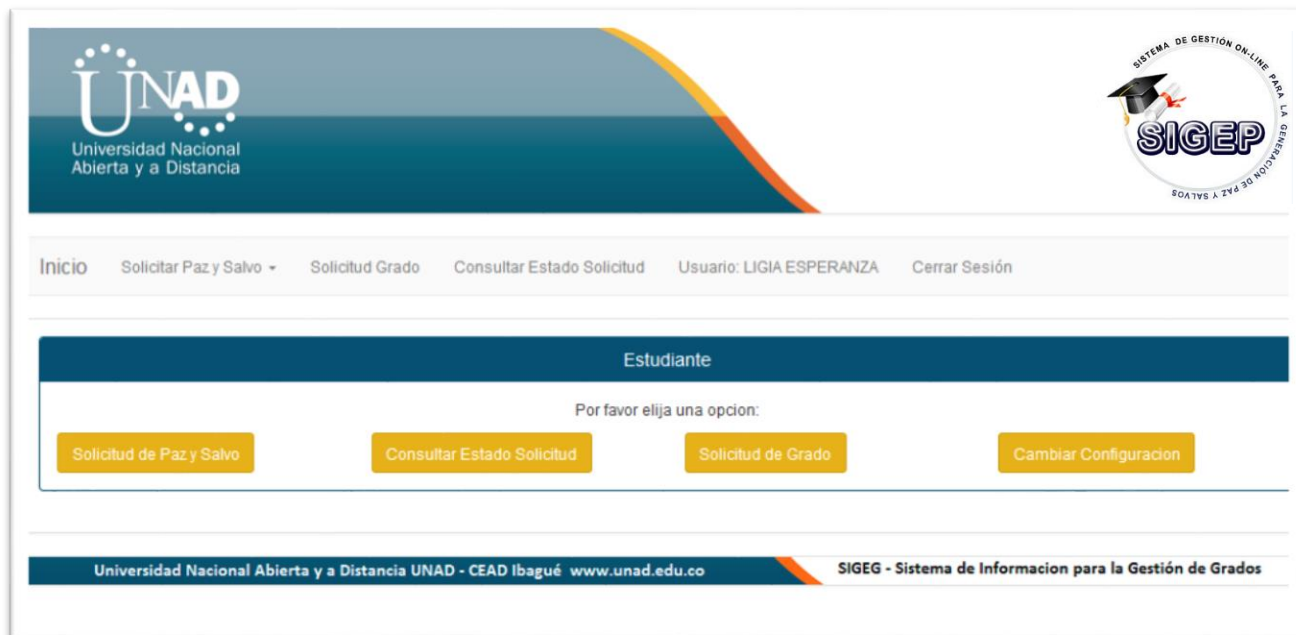 UNAD
Universidad Nacional
Abierta y a Distancia
SISTEMA DE GESTIÓN ON-LINE PARA LA GENERACIÓN DE PAZ Y SALVOS
SIGEP
Inicio Solicitar Paz y Salvo Solicitud Grado Consultar Estado Solicitud Usuario: LIGIA ESPERANZA Cerrar Sesión
Estudiante
Por favor elija una opcion:
Solicitud de Paz y Salvo Consultar Estado Solicitud Solicitud de Grado Cambiar Configuracion
Universidad Nacional Abierta y a Distancia UNAD - CEAD Ibagué www.unad.edu.co SIGEG - Sistema de Informacion para la Gestión de Grados